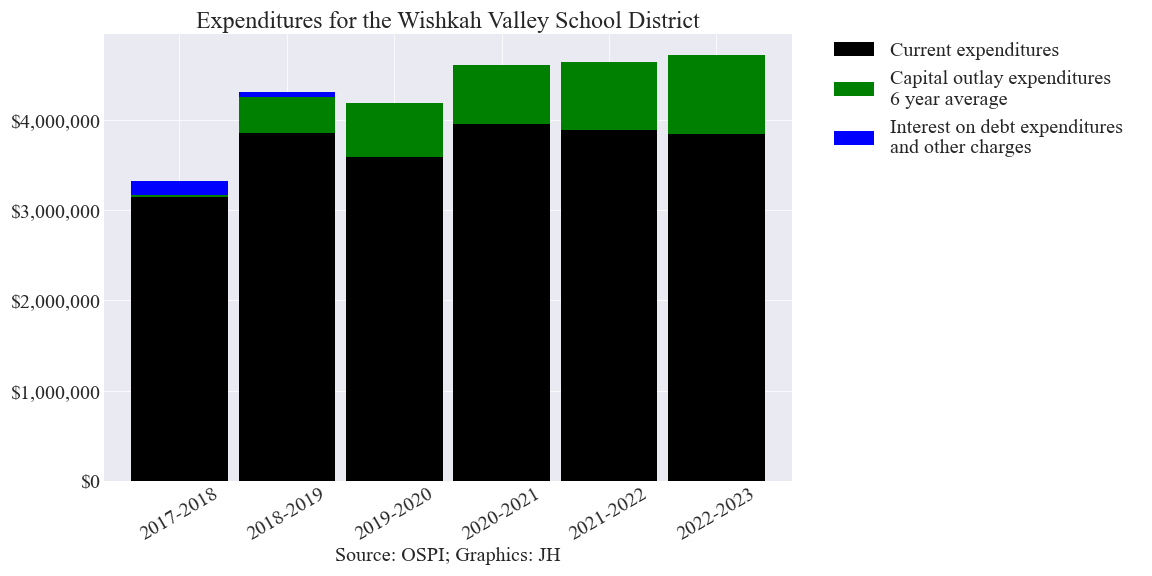 Expenditures for the Wishkah Valley School District
Current expenditures
Capital outlay expenditures
6 year average
Interest on debt expenditures
and other charges
$4,000,000
$3,000,000
$2,000,000
$1,000,000
$0
2017-2018
2018-2019
2019-2020
2020-2021
2021-2022
2022-2023
Source: OSPI; Graphics: JH